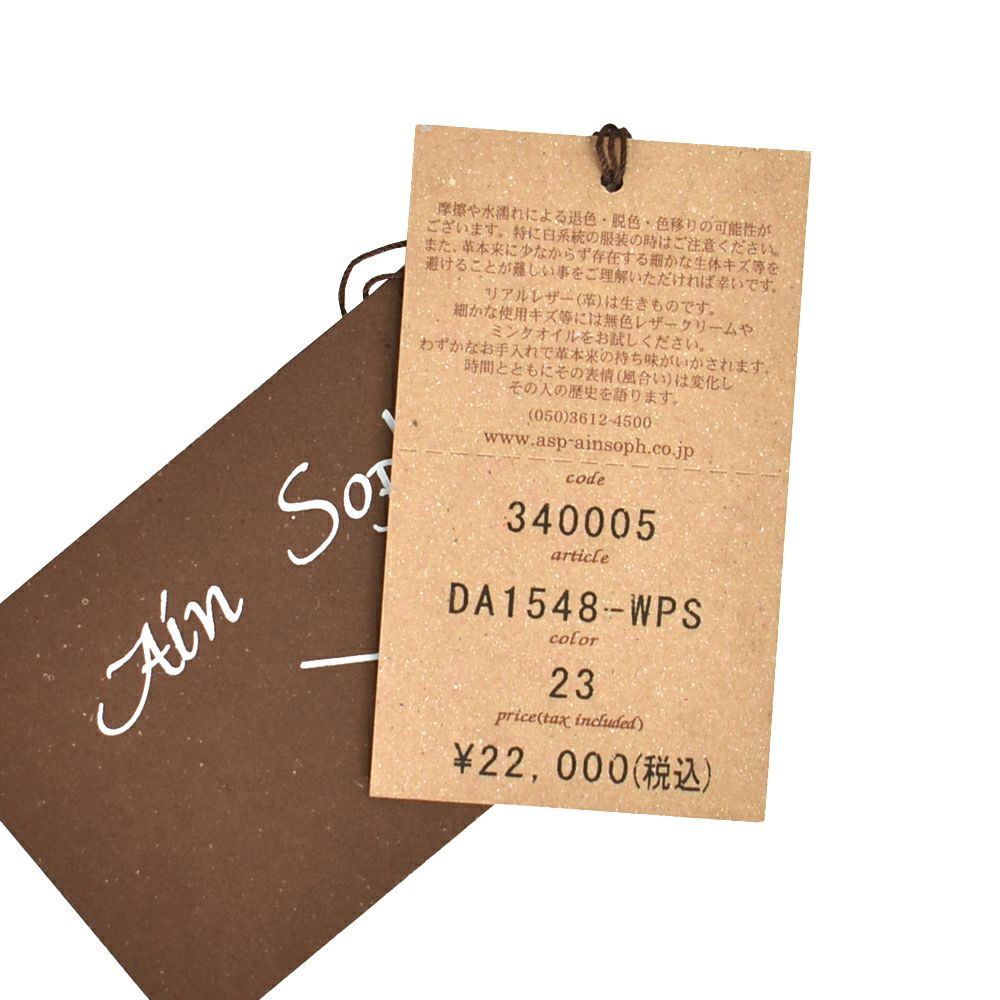 摩擦や水濡れによる退色・脱色・色移りの可能性が
ございます。特に白系統の服装の時はご注意ください。
また、革本来に少なからず存在する細かな生体キズ等を
避けることが難しい事をご理解いただければ幸いです。
リアルレザー(革)は生きものです。
細かな使用キズ等には無色レザークリームや
ミンクオイルをお試しください。
わずかなお手入れで革本来の持ち味がいかされます。
時間とともにその表情(風合い)は変化し
その人の歴史を語ります。
(050)3612-4500
www.asp-ainsoph.co.jp
code
340005
article
DA1548-WPS
color
23
price(tax included)
¥22,000(税込)
Ain Soph